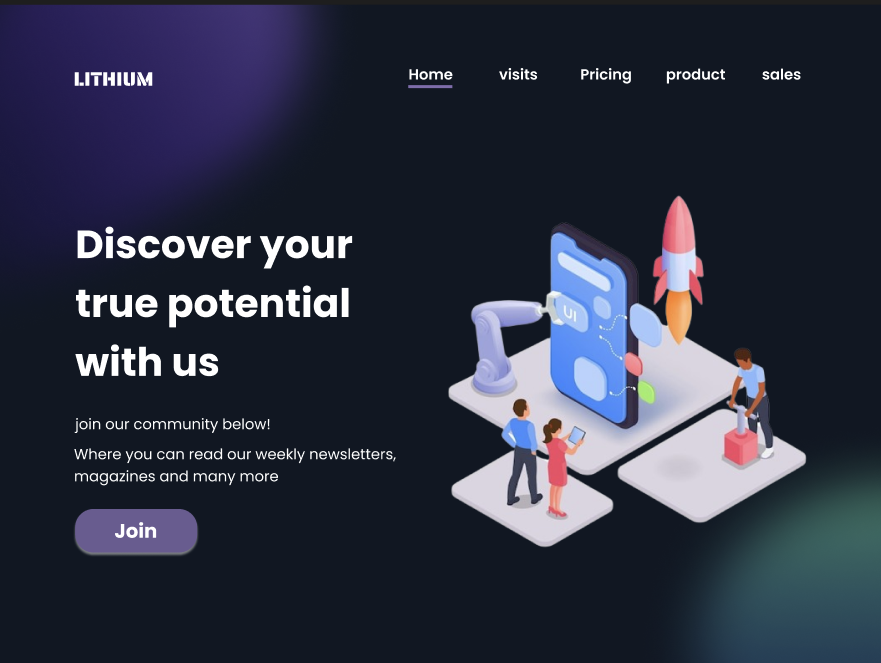 LITHIUM
Home visits Pricing product sales
Discover your
true potential
with us
UI
join our community below!
Where you can read our weekly newsletters,
magazines and many more
Join